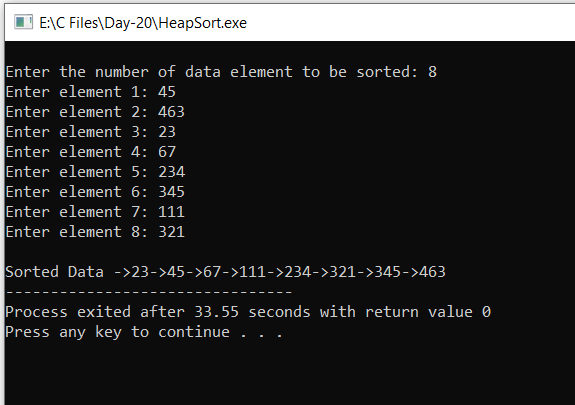 E:\C Files\Day-20\HeapSort.exe
Enter the number of data element to be sorted: 8
Enter element 1: 45
Enter element 2: 463
Enter element 3: 23
Enter element 4: 67
Enter element 5: 234
Enter element 6: 345
Enter element 7: 111
Enter element 8: 321
Sorted Data ->23->45->67->111->234->321->345->463
--------------------------------
Process exited after 33.55 seconds with return value 0
Press any key to continue . . .